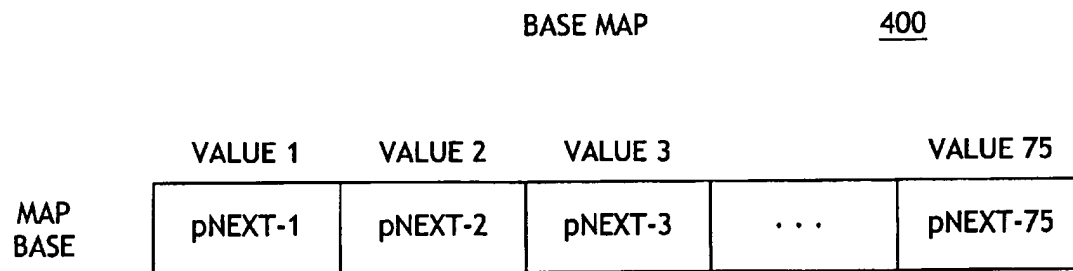 BASE MAP 400
VALUE 1 VALUE 2 VALUE 3 VALUE 75
MAP BASE pNEXT-1 pNEXT-2 pNEXT-3 . . . pNEXT-75